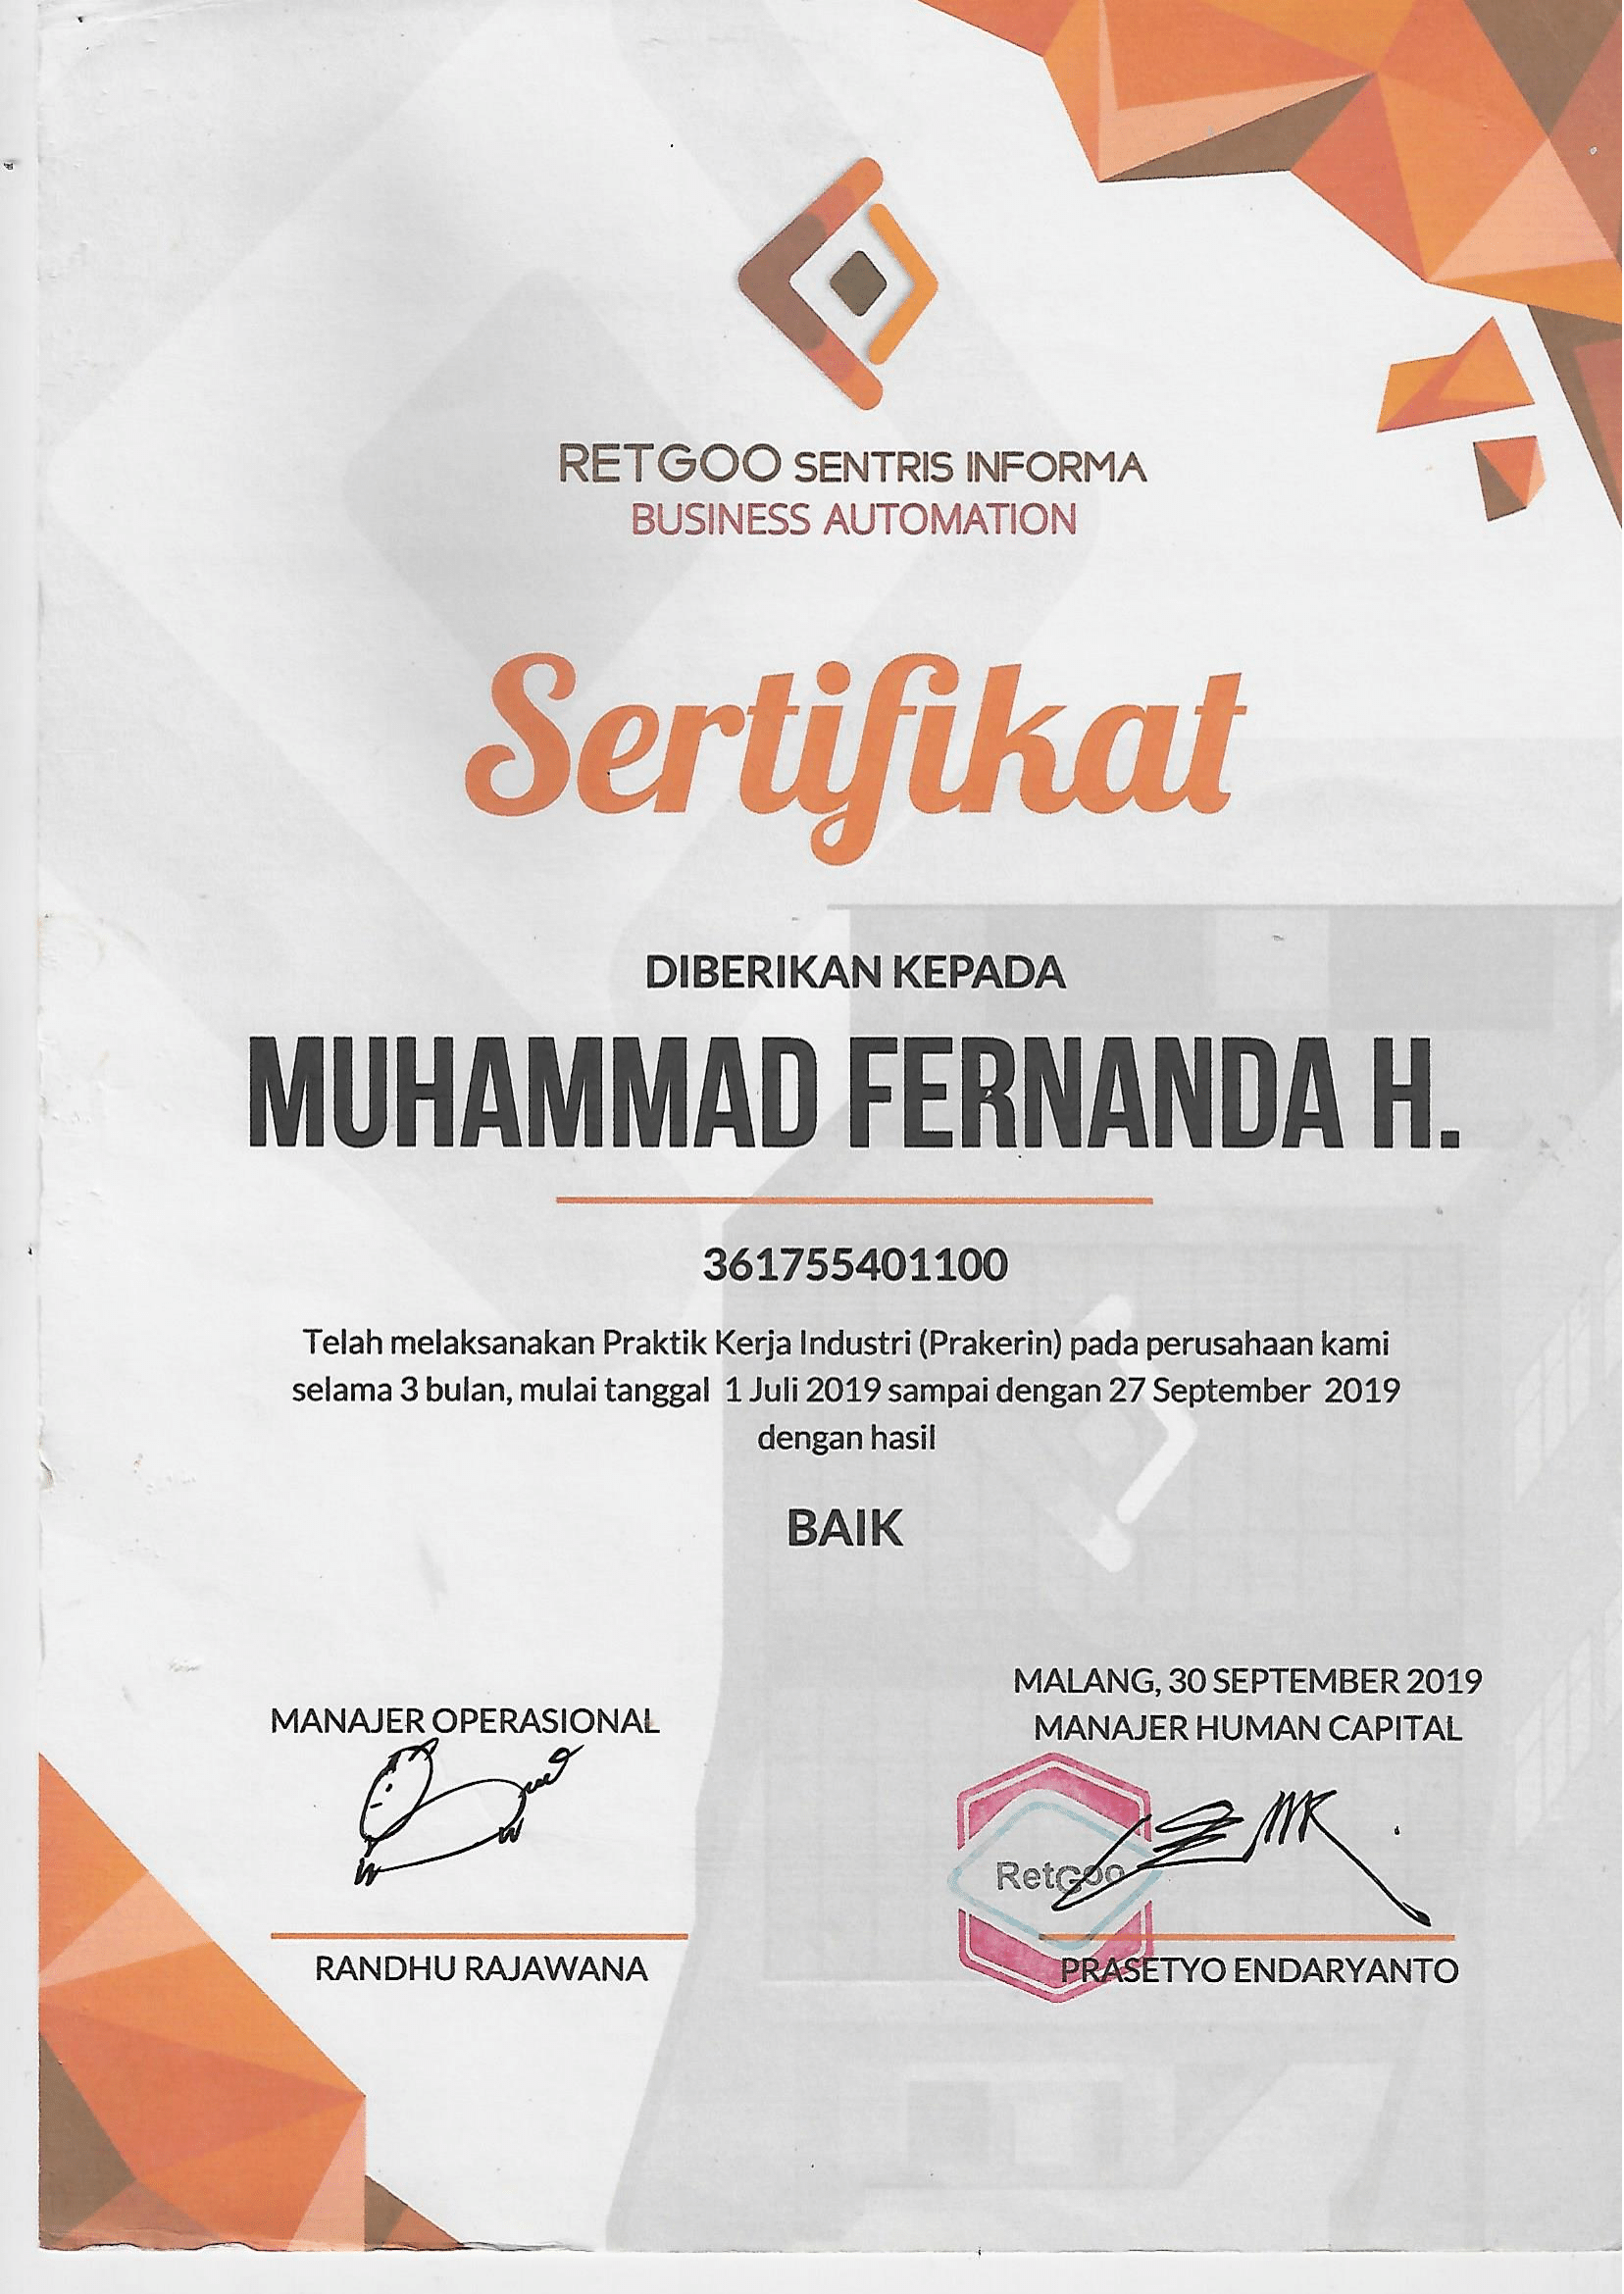 RETGOO SENTRIS INFORMA
BUSINESS AUTOMATION
Sertifikat
DIBERIKAN KEPADA
MUHAMMAD FERNANDA H.
361755401100
Telah melaksanakan Praktik Kerja Industri (Prakerin) pada perusahaan kami
selama 3 bulan, mulai tanggal 1 Juli 2019 sampai dengan 27 September 2019
dengan hasil
BAIK
MALANG, 30 SEPTEMBER 2019
MANAJER OPERASIONAL
MANAJER HUMAN CAPITAL
RetGoo
RANDHU RAJAWANA
PRASETYO ENDARYANTO